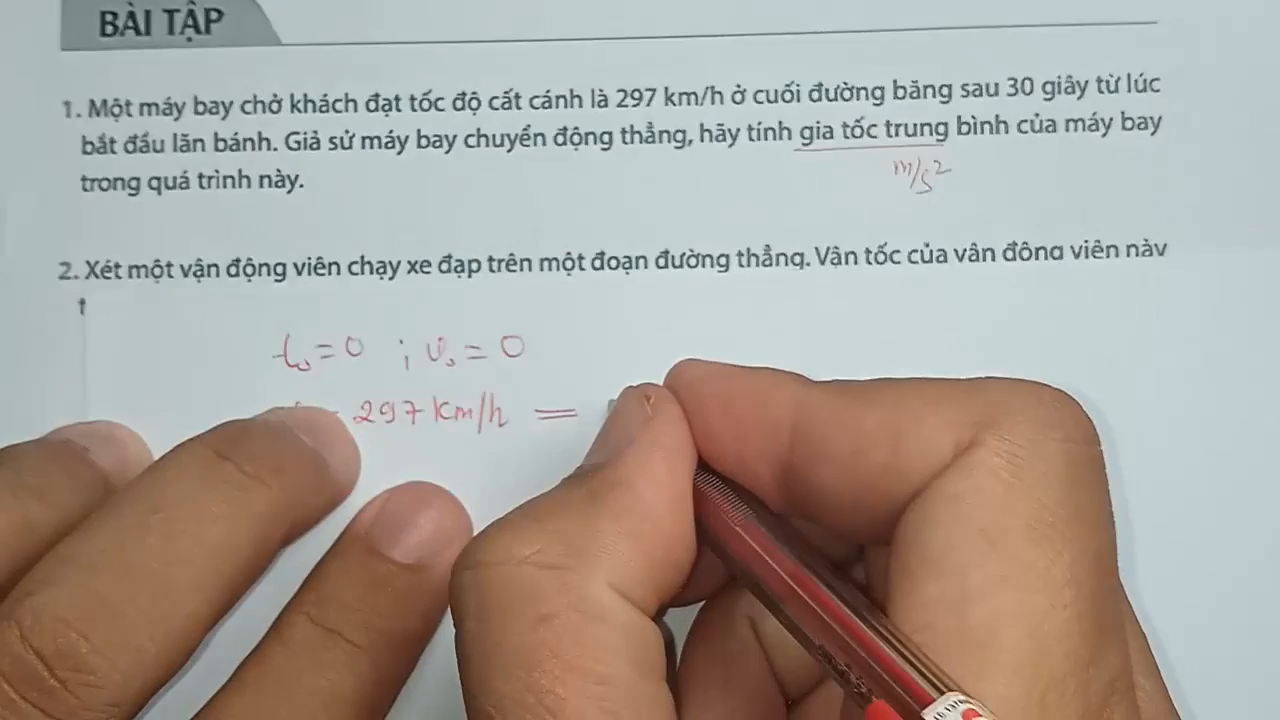 BÀI TẬP
1. Một máy bay chở khách đạt tốc độ cất cánh là 297 km/h ở cuối đường băng sau 30 giây từ lúc
bắt đầu lăn bánh. Giả sử máy bay chuyển động thẳng, hãy tính gia tốc trung bình của máy bay
trong quá trình này.
m/s²
2. Xét một vận động viên chạy xe đạp trên một đoạn đường thẳng. Vận tốc của vận động viên này
t₀ = 0 ; v₀ = 0
297 km/h =